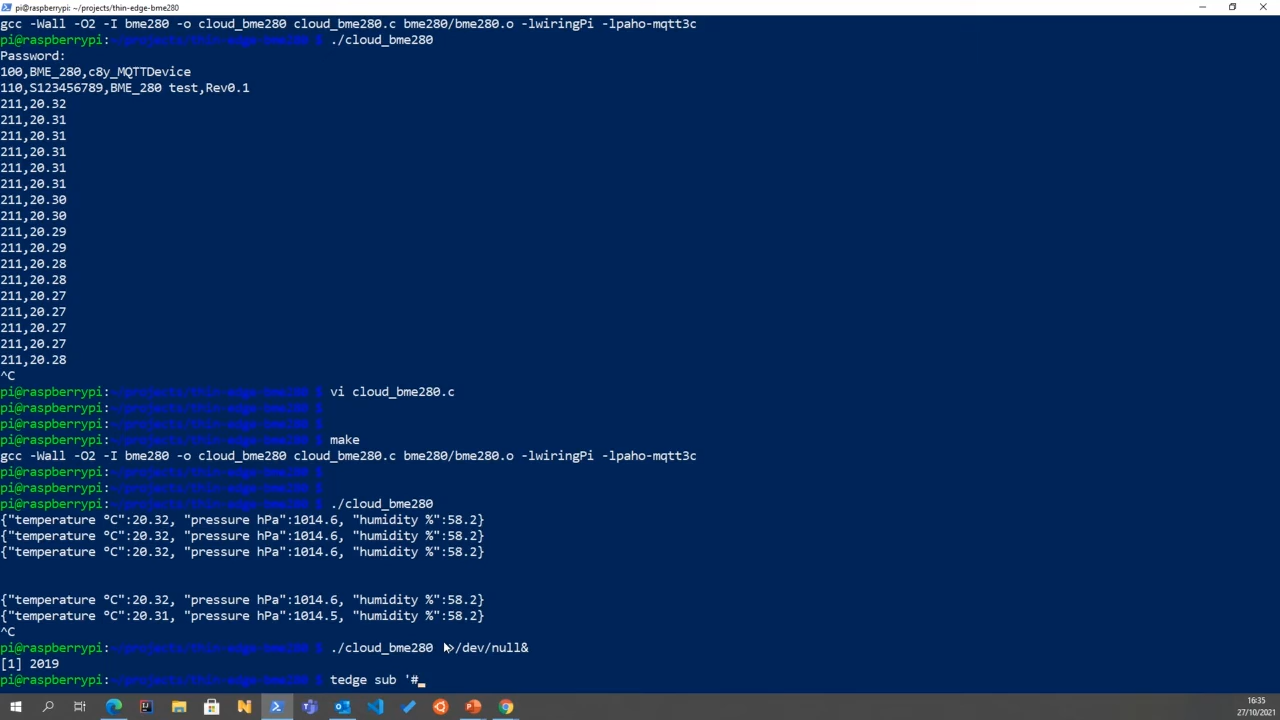 pi@raspberrypi: ~/projects/thin-edge-bme280
gcc -Wall -O2 -I bme280 -o cloud_bme280 cloud_bme280.c bme280/bme280.o -lwiringPi -lpaho-mqtt3c
pi@raspberrypi:~/projects/thin-edge-bme280 $ ./cloud_bme280
Password:
100,BME_280,c8y_MQTTDevice
110,S123456789,BME_280 test,Rev0.1
211,20.32
211,20.31
211,20.31
211,20.31
211,20.31
211,20.31
211,20.30
211,20.30
211,20.29
211,20.29
211,20.28
211,20.28
211,20.27
211,20.27
211,20.27
211,20.27
211,20.28
^C
pi@raspberrypi:~/projects/thin-edge-bme280 $ vi cloud_bme280.c
pi@raspberrypi:~/projects/thin-edge-bme280 $
pi@raspberrypi:~/projects/thin-edge-bme280 $
pi@raspberrypi:~/projects/thin-edge-bme280 $ make
gcc -Wall -O2 -I bme280 -o cloud_bme280 cloud_bme280.c bme280/bme280.o -lwiringPi -lpaho-mqtt3c
pi@raspberrypi:~/projects/thin-edge-bme280 $
pi@raspberrypi:~/projects/thin-edge-bme280 $
pi@raspberrypi:~/projects/thin-edge-bme280 $ ./cloud_bme280
{"temperature ºC":20.32, "pressure hPa":1014.6, "humidity %":58.2}
{"temperature ºC":20.32, "pressure hPa":1014.6, "humidity %":58.2}
{"temperature ºC":20.32, "pressure hPa":1014.6, "humidity %":58.2}
{"temperature ºC":20.32, "pressure hPa":1014.6, "humidity %":58.2}
{"temperature ºC":20.31, "pressure hPa":1014.5, "humidity %":58.2}
^C
pi@raspberrypi:~/projects/thin-edge-bme280 $ ./cloud_bme280 >/dev/null&
[1] 2019
pi@raspberrypi:~/projects/thin-edge-bme280 $ tedge sub '#_
16:35
27/10/2021